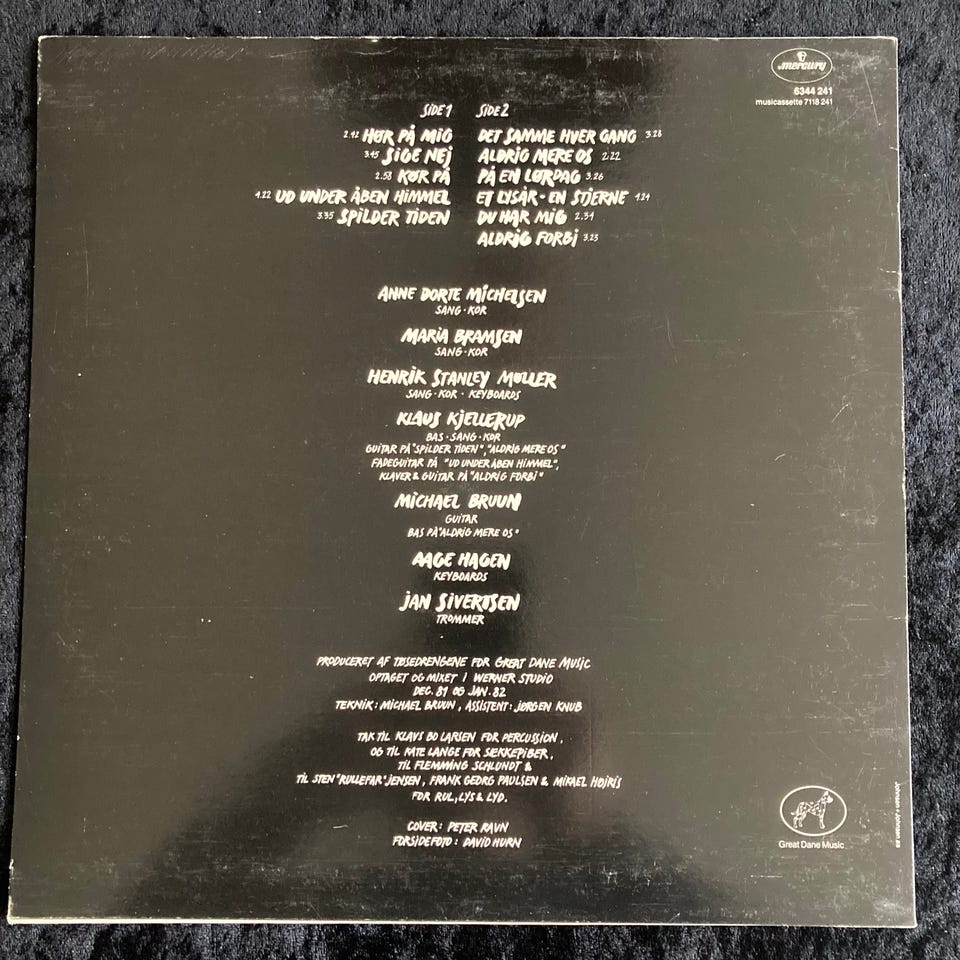 mercury
6344 241
musicassette 7118 241
SIDE 1
2.42 HØR PÅ MIG
3.45 SIGE NEJ
2.58 KØR PÅ
4.22 UD UNDER ÅBEN HIMMEL
3.35 SPILDER TIDEN
SIDE 2
DET SAMME HVER GANG 3.28
ALDRIG MERE OS 2.22
PÅ EN LØRDAG 3.26
ET LYSÅR - EN STJERNE 4.24
DU HAR MIG 2.34
ALDRIG FORBI 3.23
ANNE DORTE MICHELSEN
SANG · KOR
MARIA BRAMSEN
SANG · KOR
HENRIK STANLEY MØLLER
SANG · KOR · KEYBOARDS
KLAUS KJELLERUP
BAS · SANG · KOR
GUITAR PÅ "SPILDER TIDEN", "ALDRIG MERE OS"
FADEGUITAR PÅ "UD UNDER ÅBEN HIMMEL",
KLAVER & GUITAR PÅ "ALDRIG FORBI"
MICHAEL BRUUN
GUITAR
BAS PÅ "ALDRIG MERE OS"
AAGE HAGEN
KEYBOARDS
JAN SIVERTSEN
TROMMER
PRODUCERET AF TØSEDRENGENE FOR GREAT DANE MUSIC
OPTAGET OG MIXET I WERNER STUDIO
DEC. 81 OG JAN. 82
TEKNIK: MICHAEL BRUUN, ASSISTENT: JØRGEN KNUB
TAK TIL KLAVS BO LARSEN FOR PERCUSSION,
OG TIL KATE LANGE FOR SÆKKEPIBER,
TIL FLEMMING SCHLUNDT &
TIL STEN "RULLEFAR" JENSEN, FRANK GEORG PAULSEN & MIKAEL HØJRIS
FOR RUL, LYS & LYD.
COVER: PETER RAVN
FORSIDEFOTO: DAVID HURN
Great Dane Music
Johnsen + Johnsen as